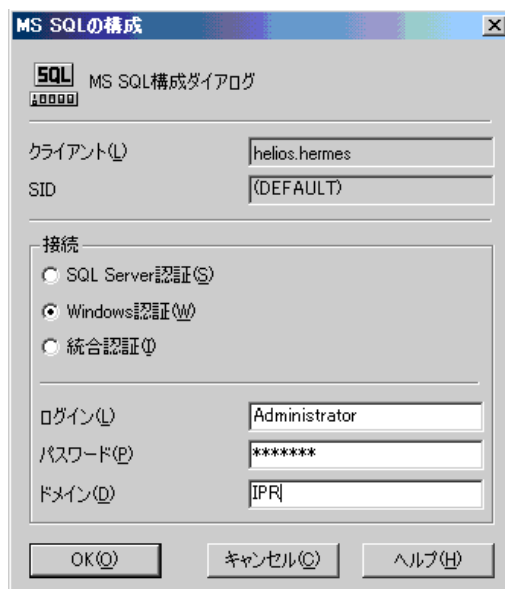 MS SQLの構成
SQL
MS SQL構成ダイアログ
クライアント(L) helios.hermes
SID (DEFAULT)
接続
SQL Server認証(S)
Windows認証(W)
統合認証(I)
ログイン(L) Administrator
パスワード(P) *******
ドメイン(D) IPR
OK(O) キャンセル(C) ヘルプ(H)